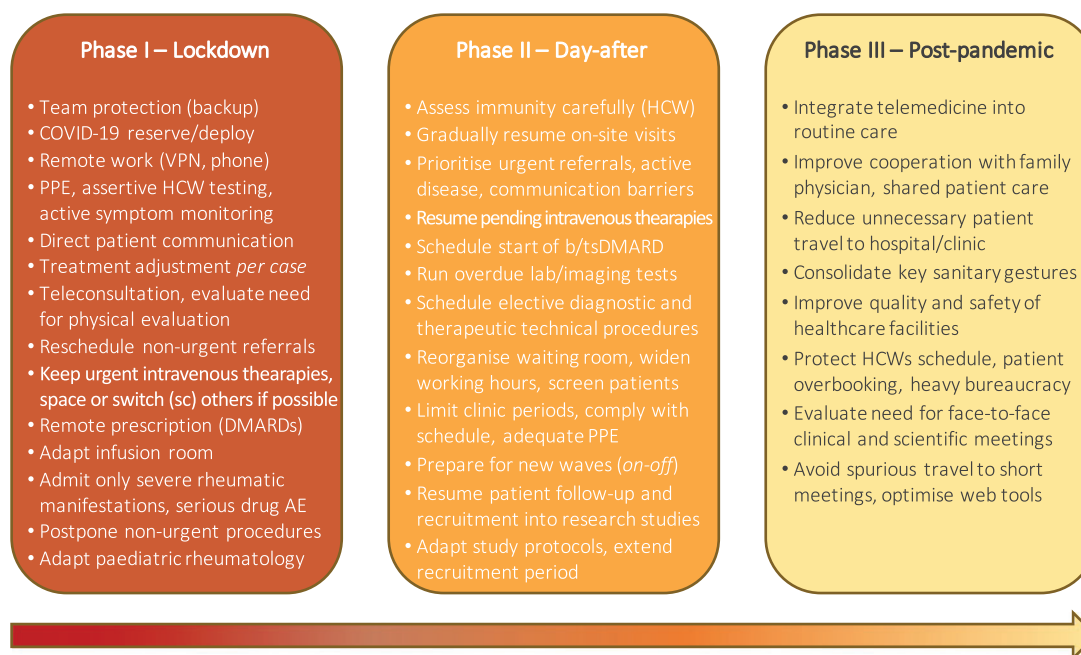 Phase I – Lockdown
• Team protection (backup)
• COVID-19 reserve/deploy
• Remote work (VPN, phone)
• PPE, assertive HCW testing,
active symptom monitoring
• Direct patient communication
• Treatment adjustment per case
• Teleconsultation, evaluate need
for physical evaluation
• Reschedule non-urgent referrals
• Keep urgent intravenous thearapies,
space or switch (sc) others if possible
• Remote prescription (DMARDs)
• Adapt infusion room
• Admit only severe rheumatic
manifestations, serious drug AE
• Postpone non-urgent procedures
• Adapt paediatric rheumatology
Phase II – Day-after
• Assess immunity carefully (HCW)
• Gradually resume on-site visits
• Prioritise urgent referrals, active
disease, communication barriers
• Resume pending intravenous thearapies
• Schedule start of b/tsDMARD
• Run overdue lab/imaging tests
• Schedule elective diagnostic and
therapeutic technical procedures
• Reorganise waiting room, widen
working hours, screen patients
• Limit clinic periods, comply with
schedule, adequate PPE
• Prepare for new waves (on-off)
• Resume patient follow-up and
recruitment into research studies
• Adapt study protocols, extend
recruitment period
Phase III – Post-pandemic
• Integrate telemedicine into
routine care
• Improve cooperation with family
physician, shared patient care
• Reduce unnecessary patient
travel to hospital/clinic
• Consolidate key sanitary gestures
• Improve quality and safety of
healthcare facilities
• Protect HCWs schedule, patient
overbooking, heavy bureaucracy
• Evaluate need for face-to-face
clinical and scientific meetings
• Avoid spurious travel to short
meetings, optimise web tools